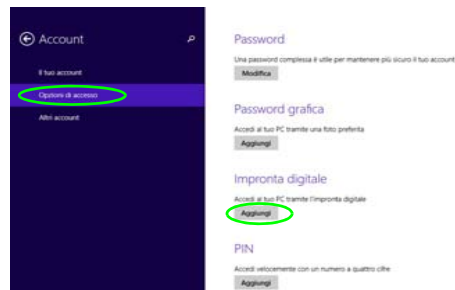 Account
Il tuo account
Opzioni di accesso
Altri account
Password
Una password complessa è utile per mantenere più sicuro il tuo account
Modifica
Password grafica
Accedi al tuo PC tramite una foto preferita
Aggiungi
Impronta digitale
Accedi al tuo PC tramite l'impronta digitale
Aggiungi
PIN
Accedi velocemente con un numero a quattro cifre
Aggiungi